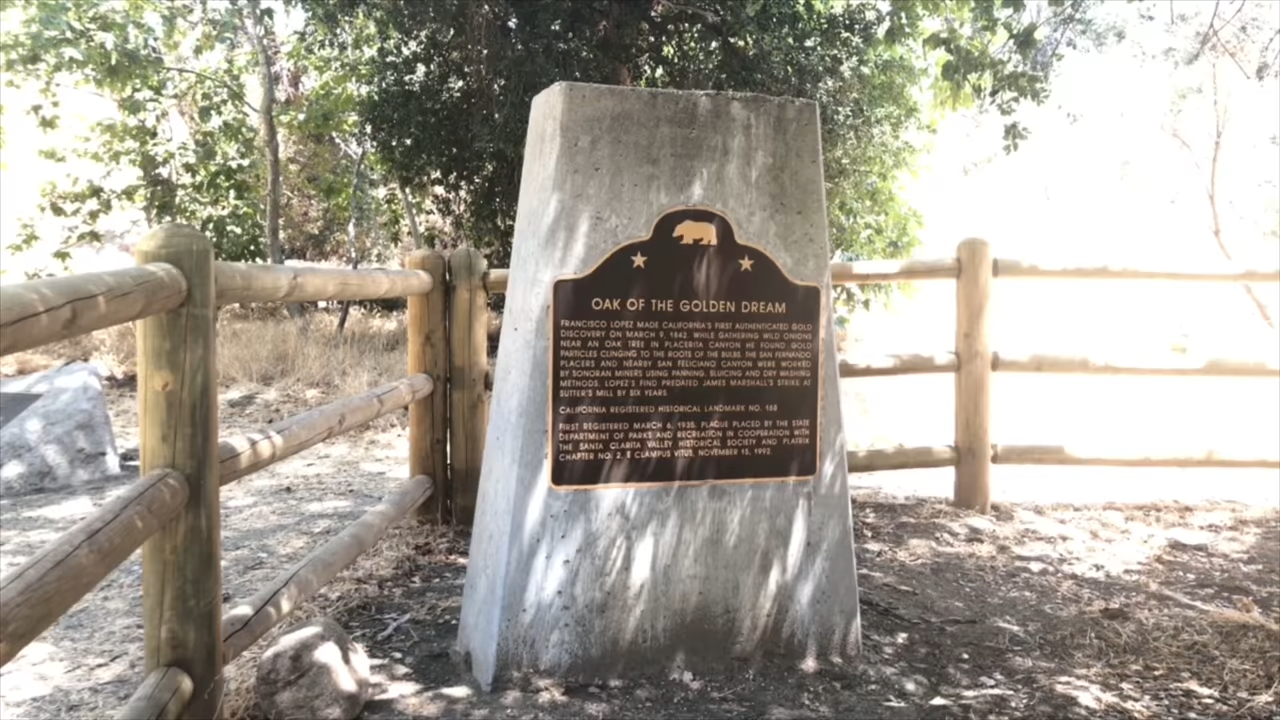 OAK OF THE GOLDEN DREAM
FRANCISCO LOPEZ MADE CALIFORNIA'S FIRST AUTHENTICATED GOLD
DISCOVERY ON MARCH 9, 1842. WHILE GATHERING WILD ONIONS
NEAR AN OAK TREE IN PLACERITA CANYON HE FOUND GOLD
PARTICLES CLINGING TO THE ROOTS OF THE BULBS. THE SAN FERNANDO
PLACERS AND NEARBY SAN FELICIANO CANYON WERE WORKED
BY SONORAN MINERS USING PANNING, SLUICING AND DRY WASHING
METHODS. LOPEZ'S FIND PREDATED JAMES MARSHALL'S STRIKE AT
SUTTER'S MILL BY SIX YEARS.
CALIFORNIA REGISTERED HISTORICAL LANDMARK NO. 168
FIRST REGISTERED MARCH 6, 1935. PLAQUE PLACED BY THE STATE
DEPARTMENT OF PARKS AND RECREATION IN COOPERATION WITH
THE SANTA CLARITA VALLEY HISTORICAL SOCIETY AND PLATRIX
CHAPTER NO. 2, E CLAMPUS VITUS, NOVEMBER 15, 1992.